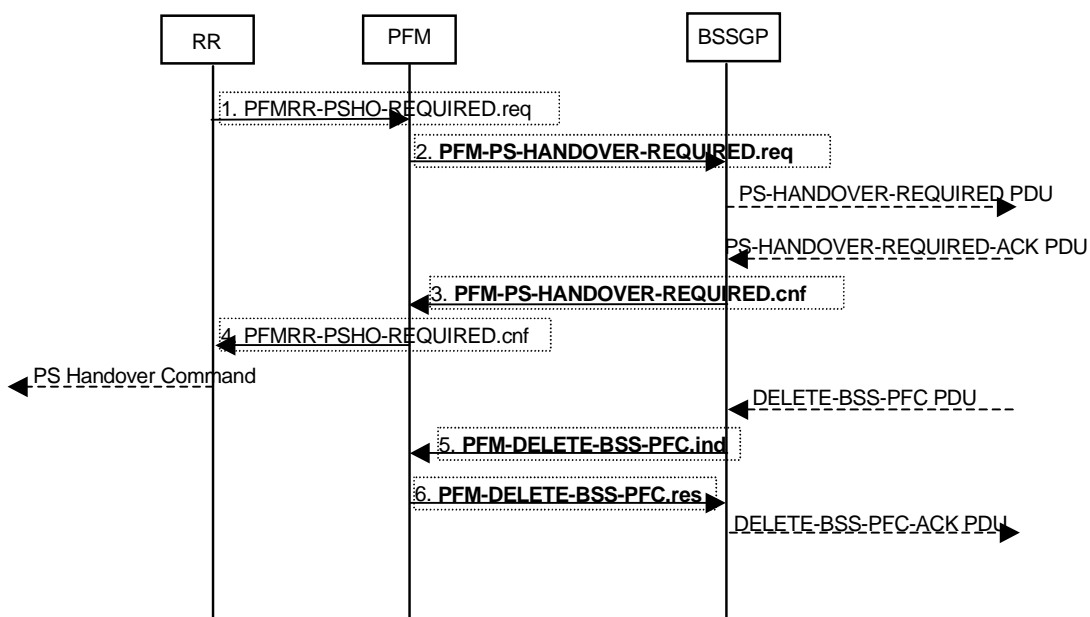 RR
PFM
BSSGP
1. PFMRR-PSHO-REQUIRED.req
2. PFM-PS-HANDOVER-REQUIRED.req
PS-HANDOVER-REQUIRED PDU
PS-HANDOVER-REQUIRED-ACK PDU
3. PFM-PS-HANDOVER-REQUIRED.cnf
4. PFMRR-PSHO-REQUIRED.cnf
PS Handover Command
DELETE-BSS-PFC PDU
5. PFM-DELETE-BSS-PFC.ind
6. PFM-DELETE-BSS-PFC.res
DELETE-BSS-PFC-ACK PDU